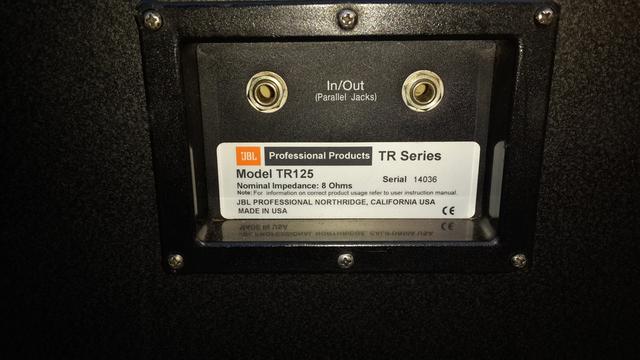 In/Out
(Parallel Jacks)
JBL Professional Products TR Series
Model TR125 Serial 14036
Nominal Impedance: 8 Ohms
Note: For information on correct product usage refer to user instruction manual.
JBL PROFESSIONAL NORTHRIDGE, CALIFORNIA USA
MADE IN USA CE